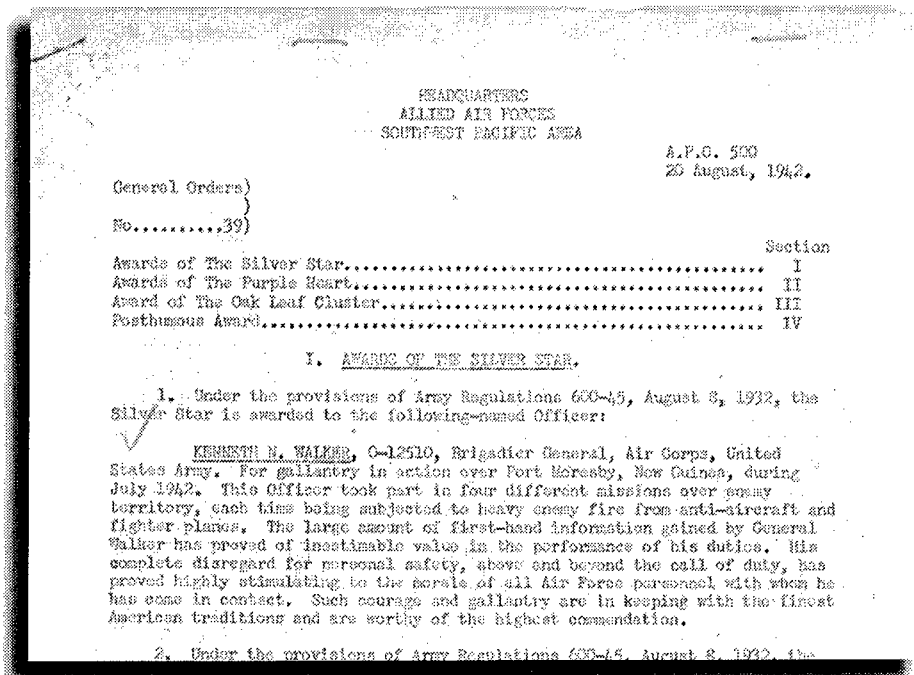 HEADQUARTERS
ALLIED AIR FORCES
SOUTHWEST PACIFIC AREA
A.P.O. 500
20 August, 1942.
General Orders)
)
No..........39)
Section
Awards of The Silver Star.................................................. I
Awards of The Purple Heart................................................. II
Award of The Oak Leaf Cluster.............................................. III
Posthumous Award........................................................... IV
I. AWARDS OF THE SILVER STAR.
1. Under the provisions of Army Regulations 600-45, August 8, 1932, the
Silver Star is awarded to the following-named Officer:
KENNETH N. WALKER, O-12510, Brigadier General, Air Corps, United
States Army. For gallantry in action over Port Moresby, New Guinea, during
July 1942. This Officer took part in four different missions over enemy
territory, each time being subjected to heavy enemy fire from anti-aircraft and
fighter planes. The large amount of first-hand information gained by General
Walker has proved of inestimable value in the performance of his duties. His
complete disregard for personal safety, above and beyond the call of duty, has
proved highly stimulating to the morale of all Air Force personnel with whom he
has come in contact. Such courage and gallantry are in keeping with the finest
American traditions and are worthy of the highest commendation.
2. Under the provisions of Army Regulations 600-45, August 8, 1932, the